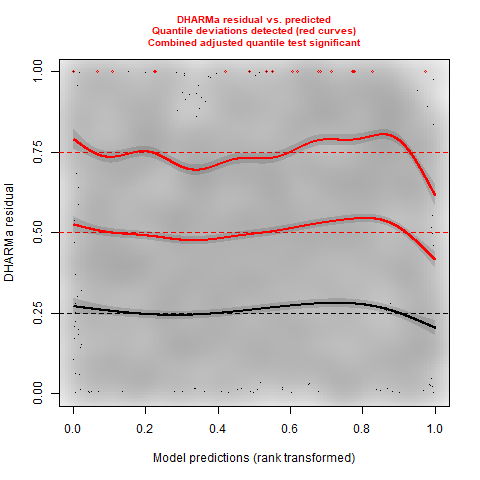 DHARMa residual vs. predicted
Quantile deviations detected (red curves)
Combined adjusted quantile test significant
1.00
0.75
0.50
0.25
0.00
DHARMa residual
0.0 0.2 0.4 0.6 0.8 1.0
Model predictions (rank transformed)